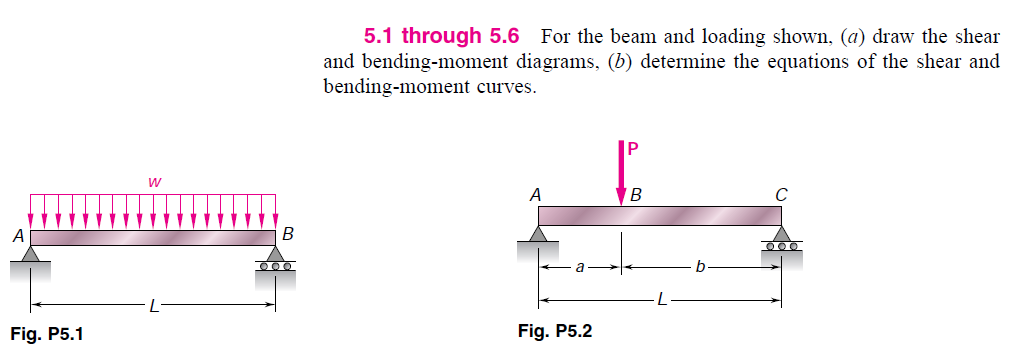 5.1 through 5.6 For the beam and loading shown, (a) draw the shear
and bending-moment diagrams, (b) determine the equations of the shear and
bending-moment curves.
w
A
B
L
Fig. P5.1
P
A
B
C
a
b
L
Fig. P5.2